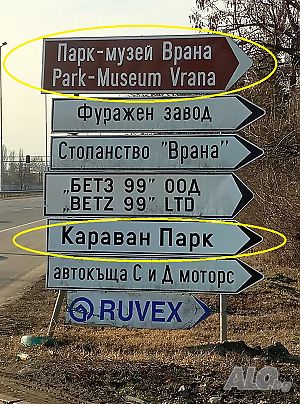 Парк-музей Врана
Park-Museum Vrana
Фуражен завод
Стопанство "Врана"
„БЕТЗ 99" ООД
„BETZ 99" LTD
Караван Парк
автокъща С и Д моторс
RUVEX
ALO.BG